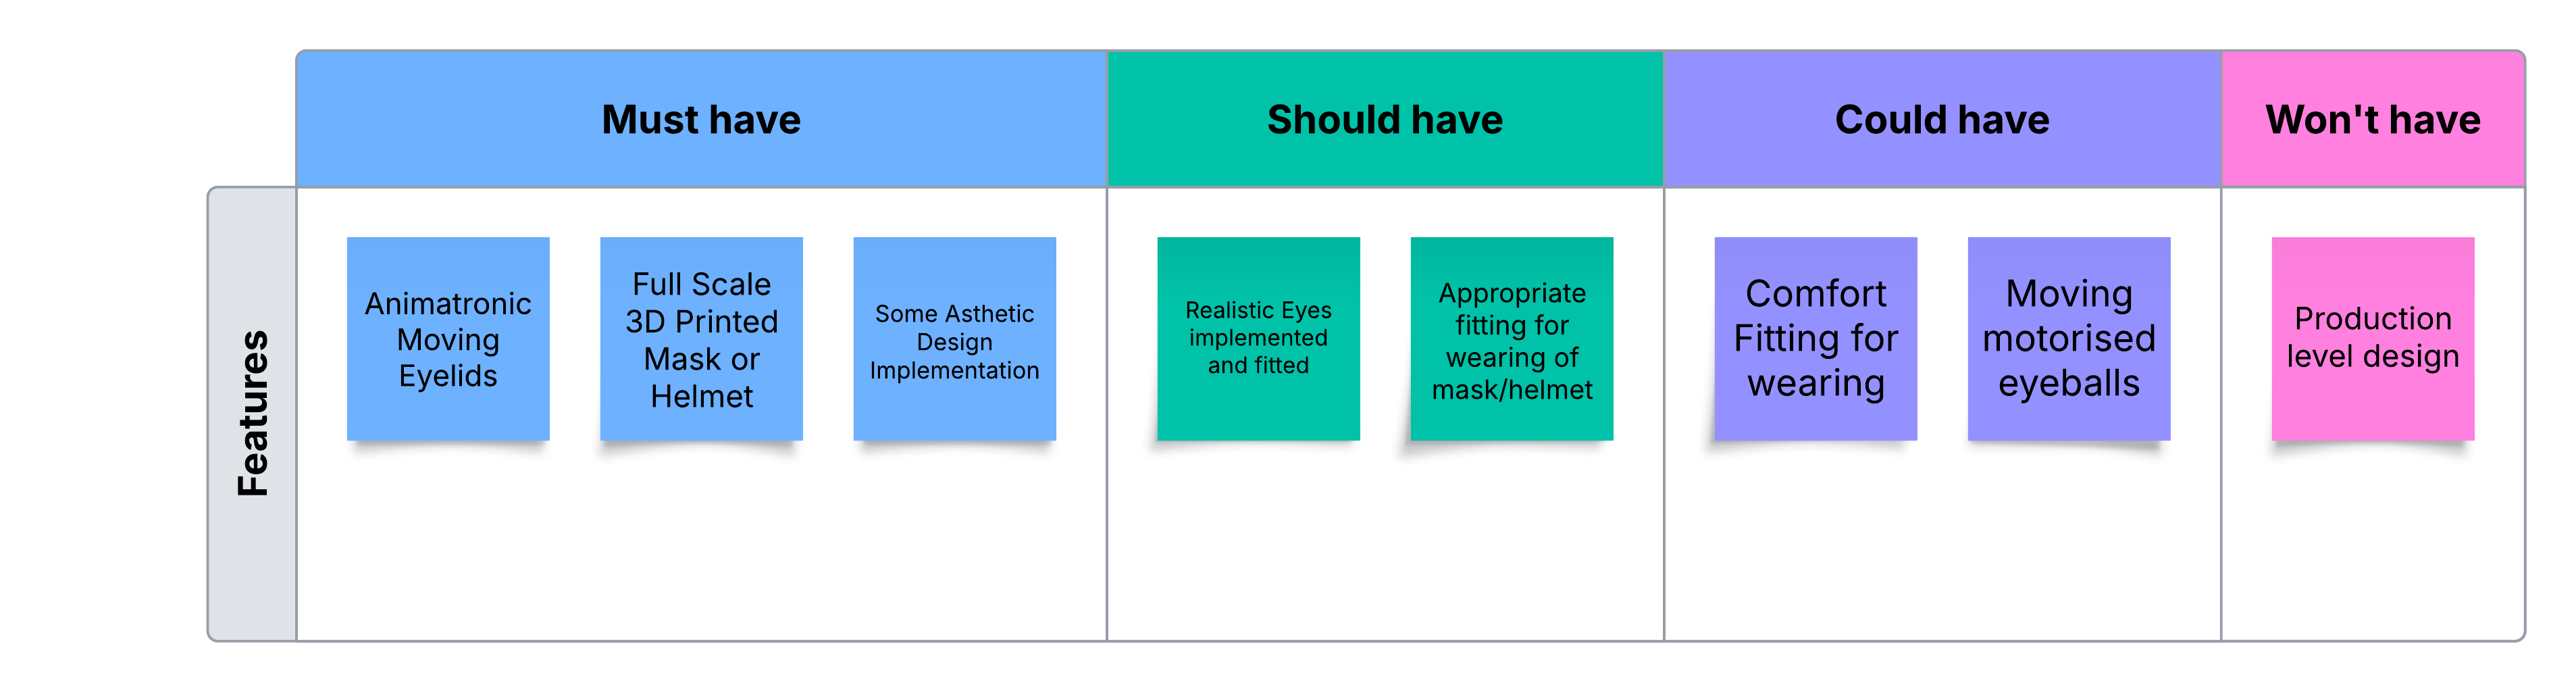 Must have
Should have
Could have
Won't have
Features
Animatronic
Moving
Eyelids
Full Scale
3D Printed
Mask or
Helmet
Some Asthetic
Design
Implementation
Realistic Eyes
implemented
and fitted
Appropriate
fitting for
wearing of
mask/helmet
Comfort
Fitting for
wearing
Moving
motorised
eyeballs
Production
level design